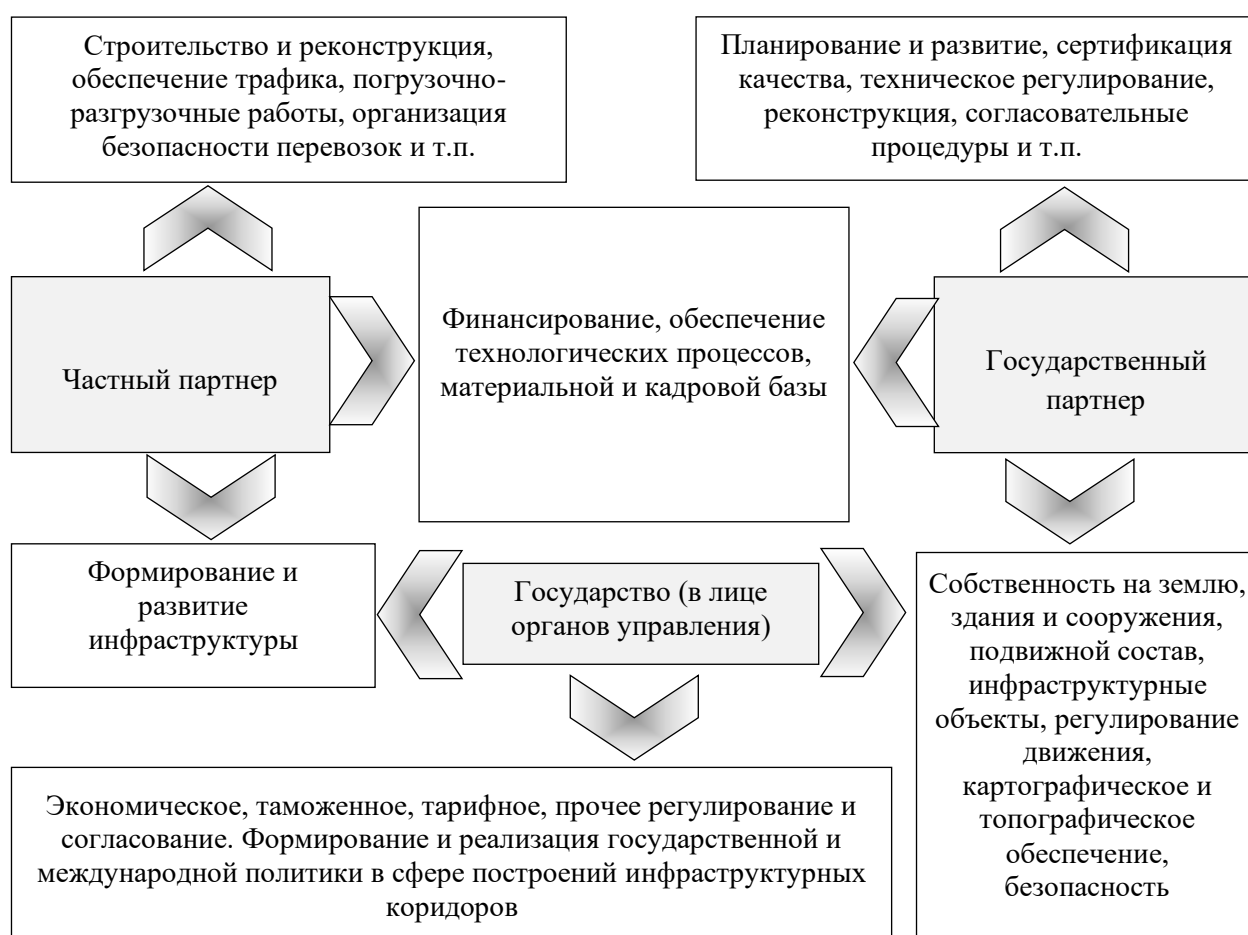 Строительство и реконструкция,
обеспечение трафика, погрузочно-
разгрузочные работы, организация
безопасности перевозок и т.п.
Планирование и развитие, сертификация
качества, техническое регулирование,
реконструкция, согласовательные
процедуры и т.п.
Частный партнер
Финансирование, обеспечение
технологических процессов,
материальной и кадровой базы
Государственный
партнер
Формирование и
развитие
инфраструктуры
Государство (в лице
органов управления)
Собственность на землю,
здания и сооружения,
подвижной состав,
инфраструктурные
объекты, регулирование
движения,
картографическое и
топографическое
обеспечение,
безопасность
Экономическое, таможенное, тарифное, прочее регулирование и
согласование. Формирование и реализация государственной и
международной политики в сфере построений инфраструктурных
коридоров